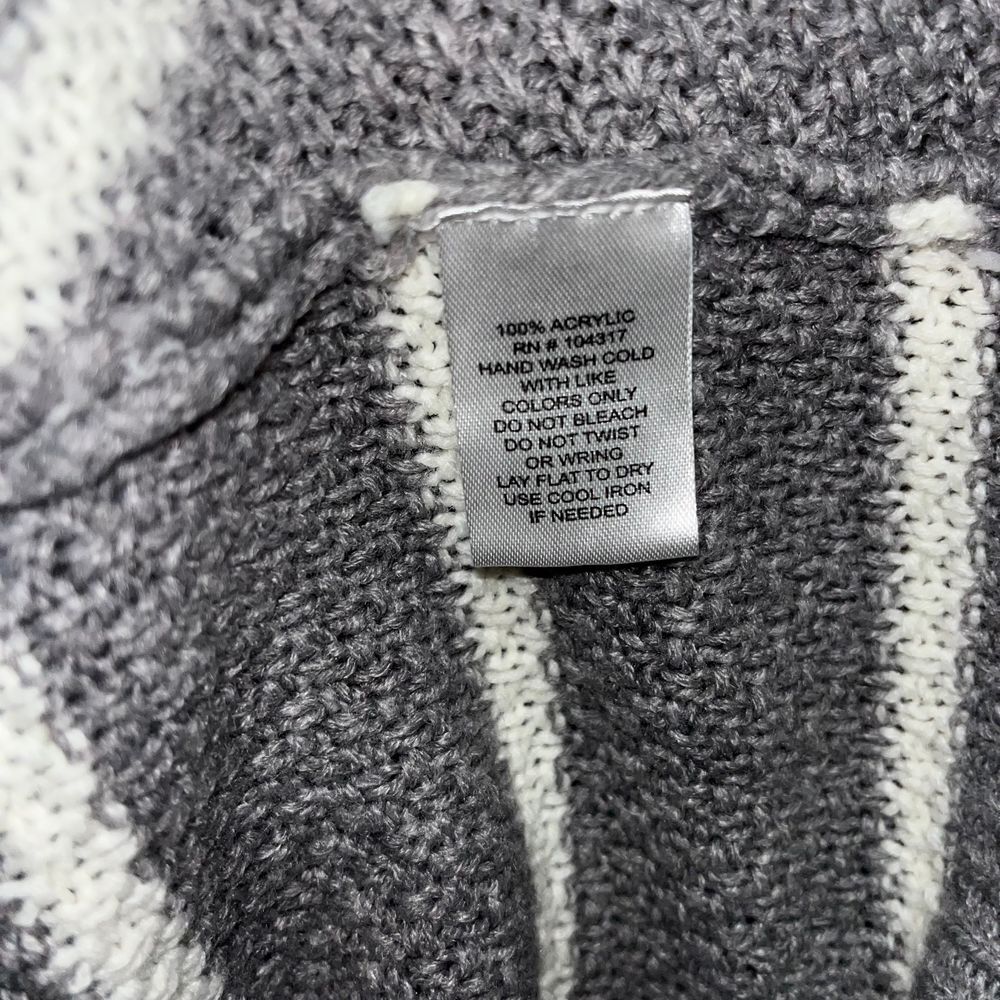 100% ACRYLIC
RN # 104317
HAND WASH COLD
WITH LIKE
COLORS ONLY
DO NOT BLEACH
DO NOT TWIST
OR WRING
LAY FLAT TO DRY
USE COOL IRON
IF NEEDED